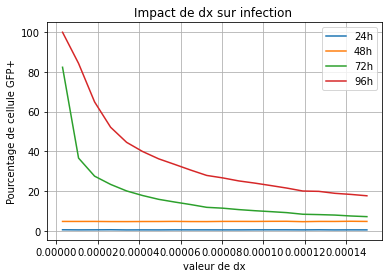 Impact de dx sur infection
24h
48h
72h
96h
Pourcentage de cellule GFP+
100
80
60
40
20
0
0.00000 0.00002 0.00004 0.00006 0.00008 0.00010 0.00012 0.00014
valeur de dx